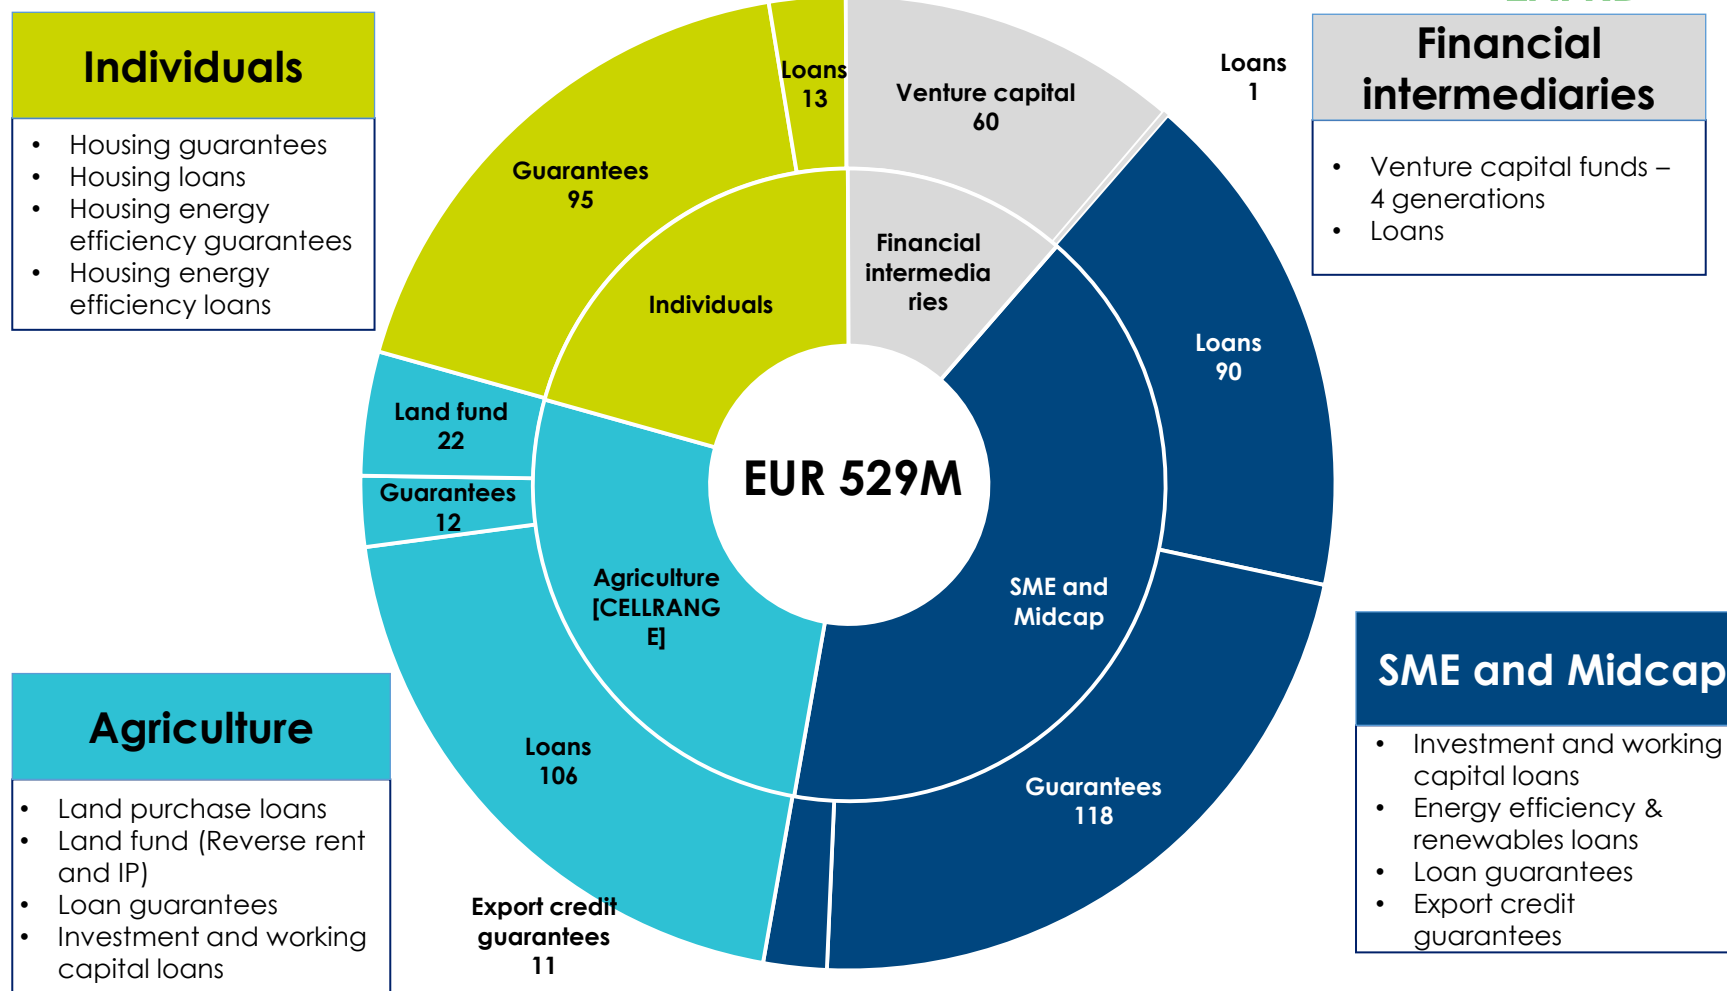 Individuals
• Housing guarantees
• Housing loans
• Housing energy
efficiency guarantees
• Housing energy
efficiency loans
Financial
intermediaries
• Venture capital funds –
4 generations
• Loans
Loans
13
Venture capital
60
Loans
1
Guarantees
95
Financial
intermedia
ries
Individuals
Loans
90
Land fund
22
Guarantees
12
EUR 529M
Agriculture
[CELLRANG
E]
SME and
Midcap
Loans
106
Guarantees
118
Export credit
guarantees
11
Agriculture
• Land purchase loans
• Land fund (Reverse rent
and IP)
• Loan guarantees
• Investment and working
capital loans
SME and Midcap
• Investment and working
capital loans
• Energy efficiency &
renewables loans
• Loan guarantees
• Export credit
guarantees